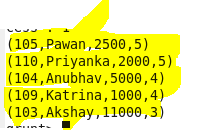 (105,Pawan,2500,5)
(110,Priyanka,2000,5)
(104,Anubhav,5000,4)
(109,Katrina,1000,4)
(103,Akshay,11000,3)